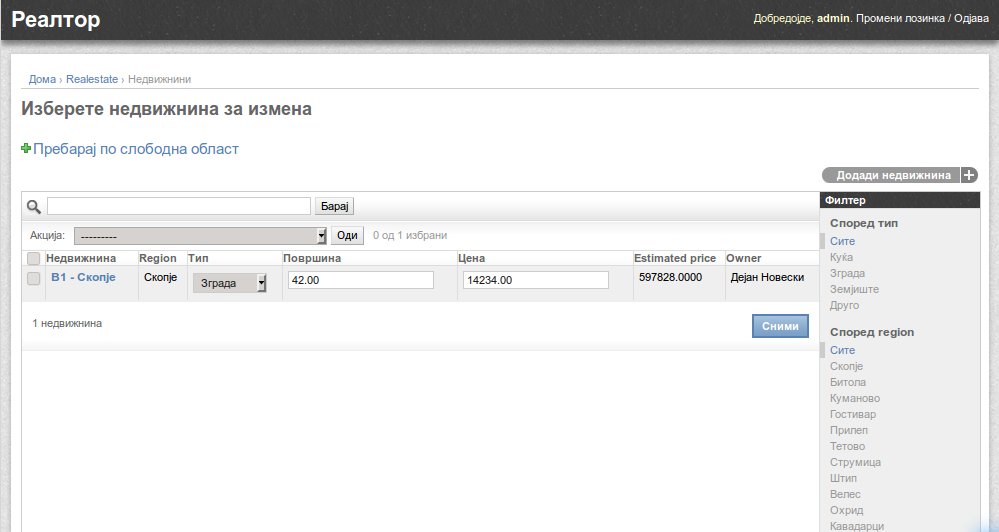 Реалтор
Добредојде, admin. Промени лозинка / Одјава
Дома › Realestate › Недвижнини
Изберете недвижнина за измена
Пребарај по слободна област
Додади недвижнина
Барај
Акција: --------- Оди 0 од 1 избрани
Недвижнина Region Тип Површина Цена Estimated price Owner
B1 - Скопје Скопје Зграда 42.00 14234.00 597828.0000 Дејан Новески
1 недвижнина
Сними
Филтер
Според тип
Сите
Куќа
Зграда
Земјиште
Друго
Според region
Сите
Скопје
Битола
Куманово
Гостивар
Прилеп
Тетово
Струмица
Штип
Велес
Охрид
Кавадарци